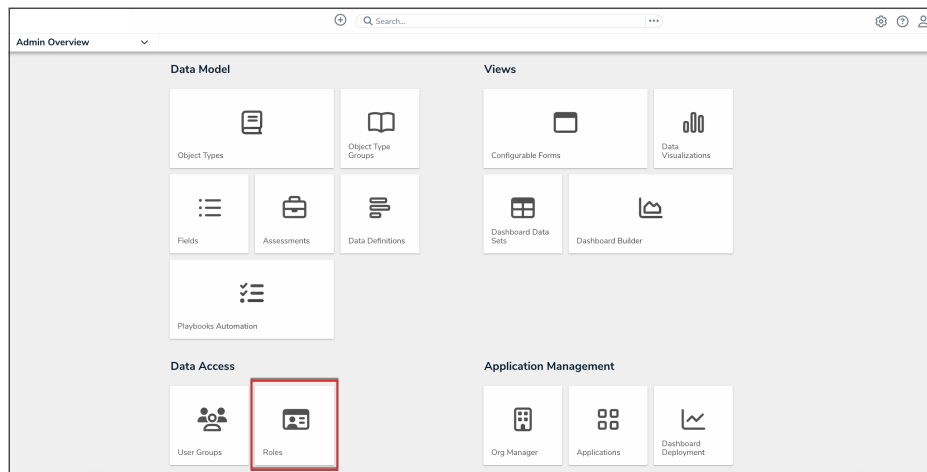 Search...
Admin Overview
Data Model
Object Types
Object Type
Groups
Fields
Assessments
Data Definitions
Playbooks Automation
Views
Configurable Forms
Data
Visualizations
Dashboard Data
Sets
Dashboard Builder
Data Access
User Groups
Roles
Application Management
Org Manager
Applications
Dashboard
Deployment